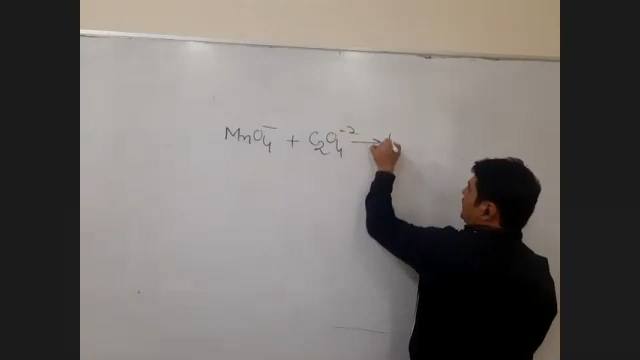 MnO₄⁻ + C₂O₄⁻² →